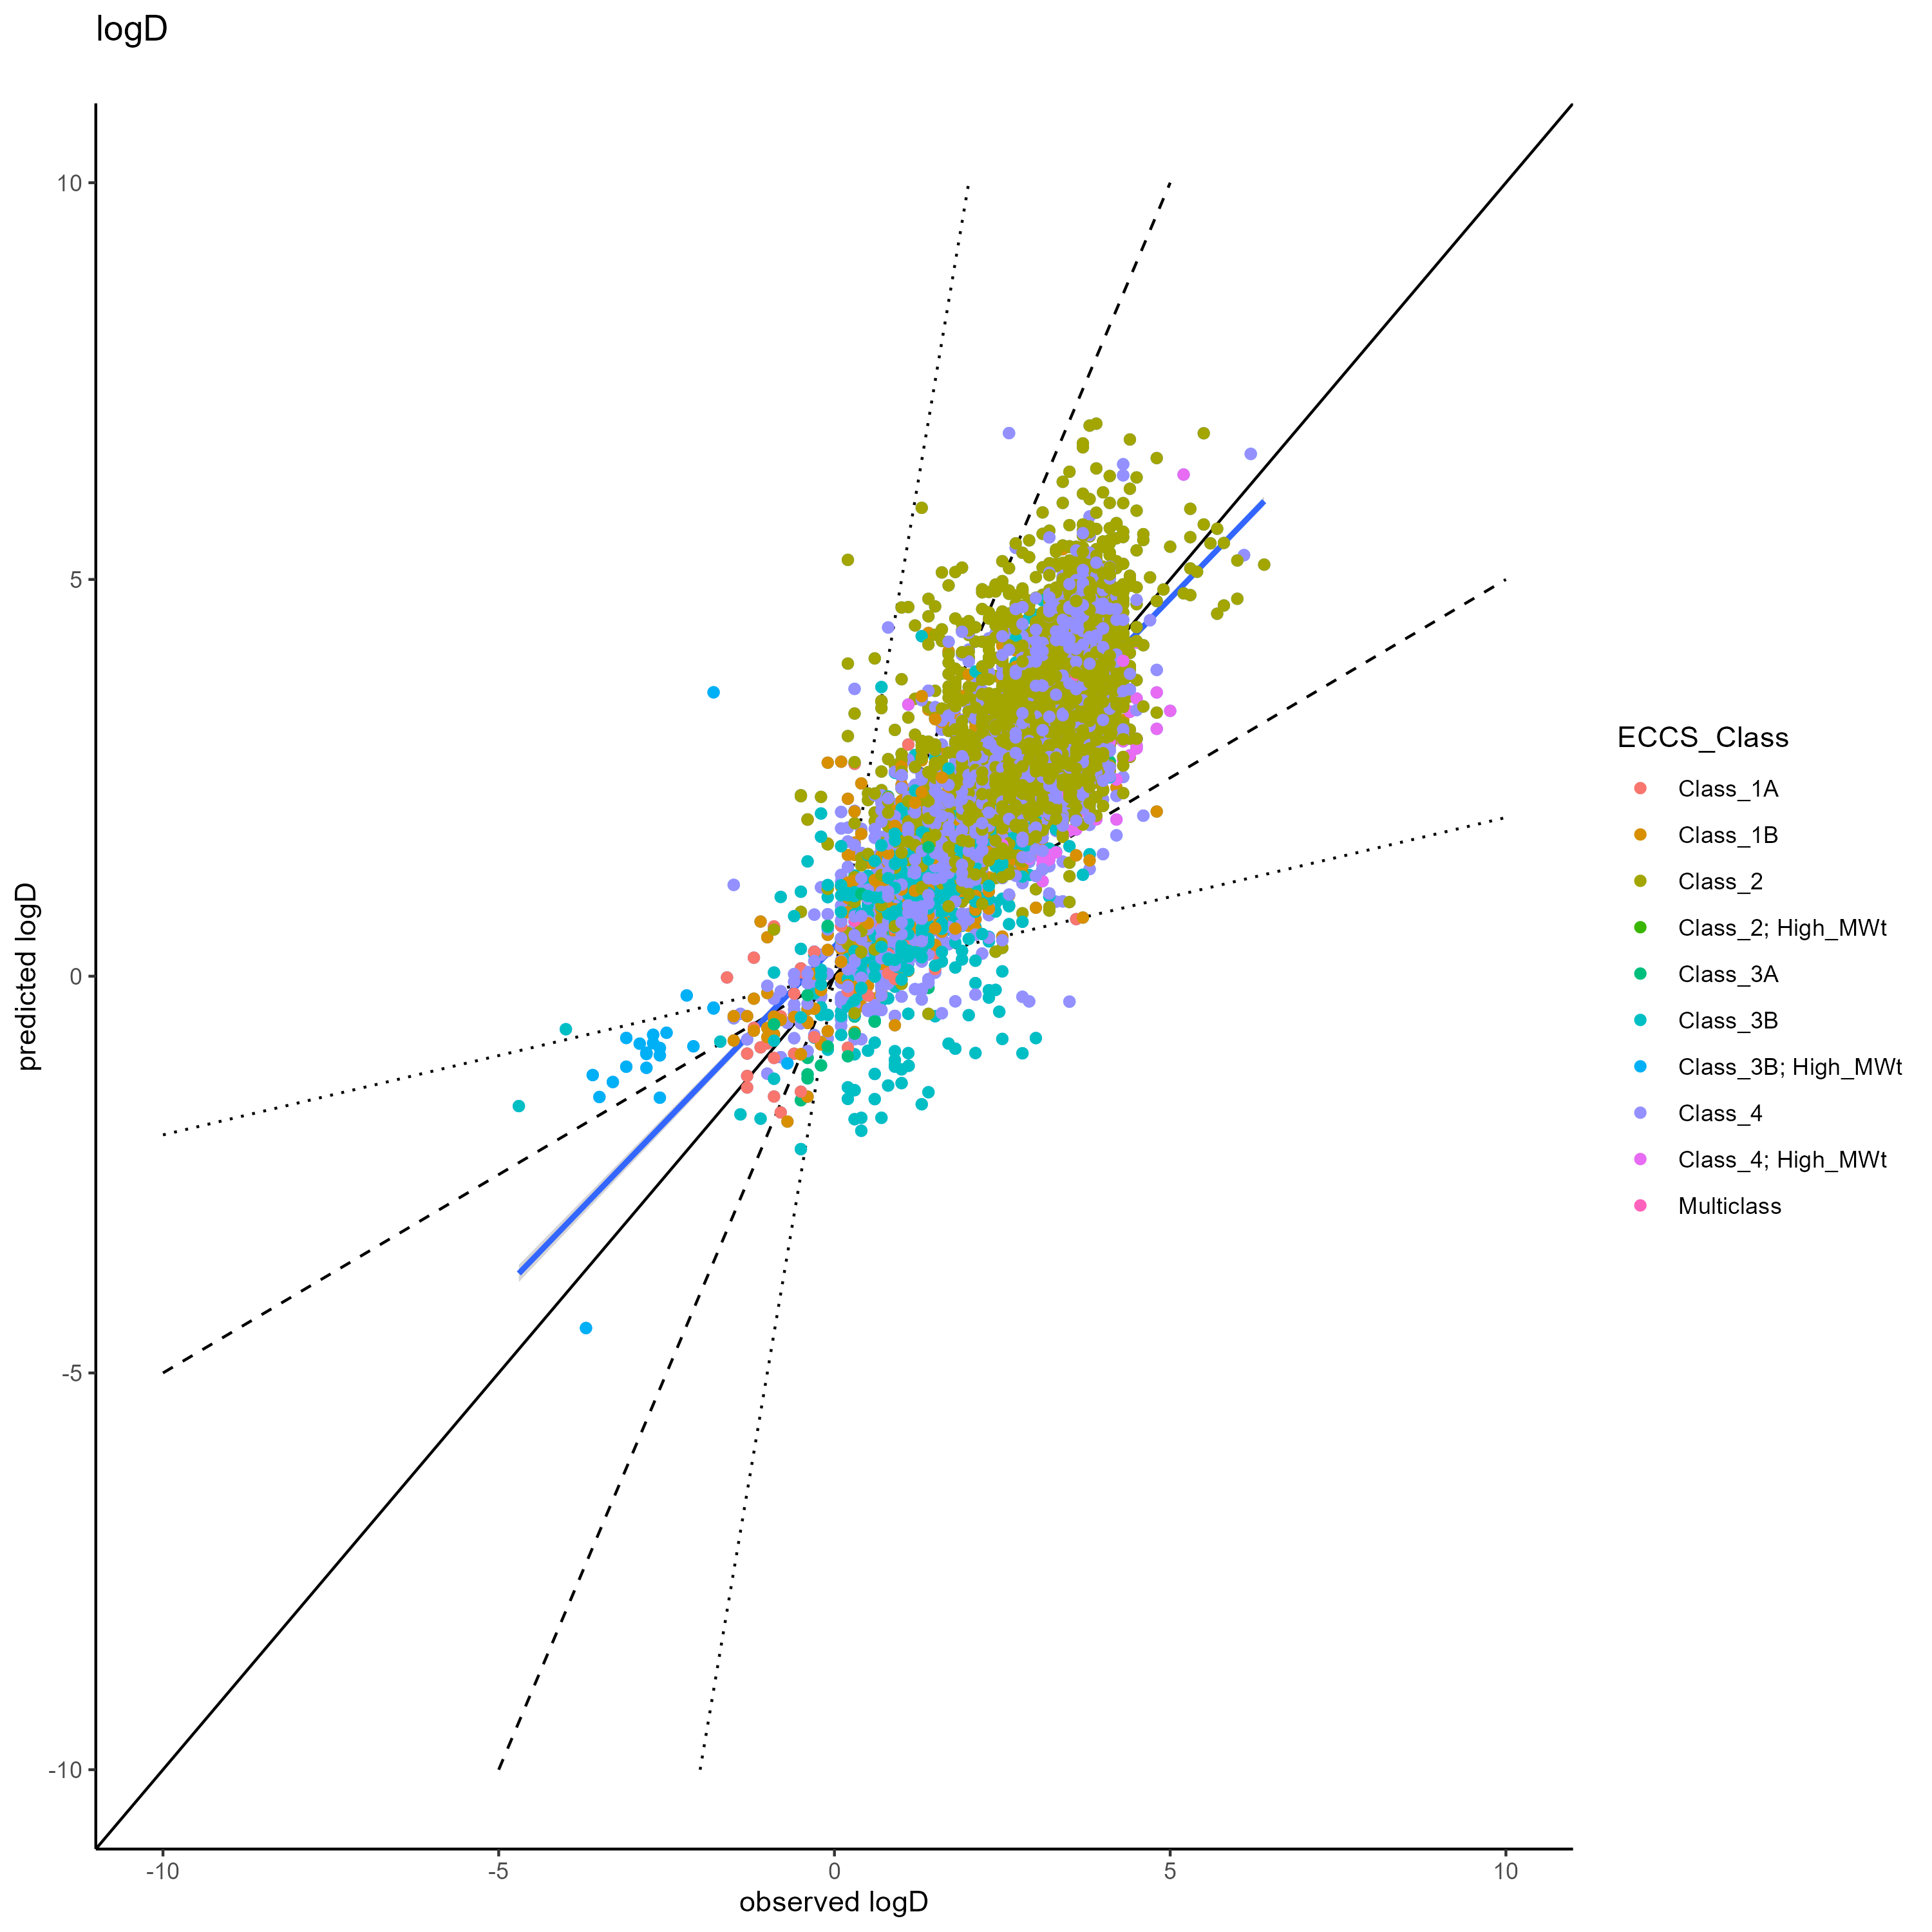 logD
10
5
0
-5
-10
predicted logD
-10
-5
0
5
10
observed logD
ECCS_Class
Class_1A
Class_1B
Class_2
Class_2; High_MWt
Class_3A
Class_3B
Class_3B; High_MWt
Class_4
Class_4; High_MWt
Multiclass